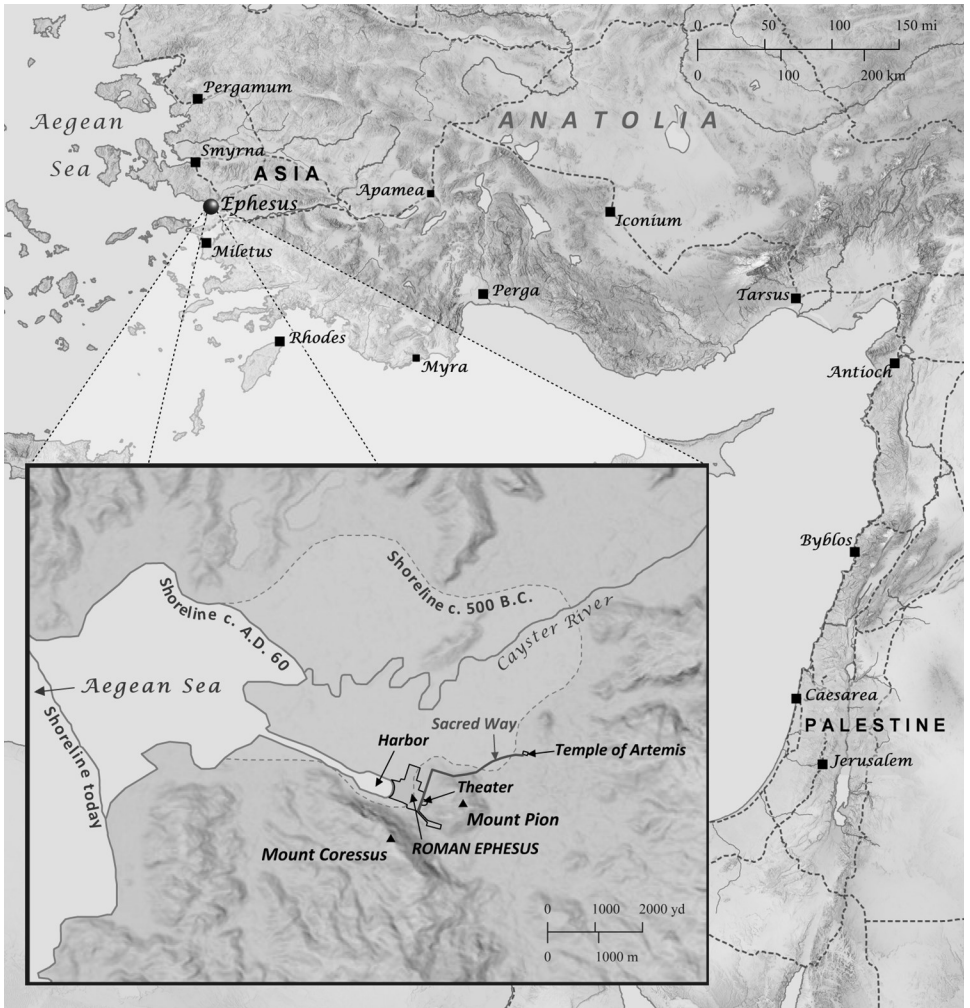 0 50 100 150 mi
0 100 200 km
Pergamum
Aegean
Sea
ANATOLIA
Smyrna
ASIA
Apamea
Ephesus
Iconium
Miletus
Perga
Tarsus
Rhodes
Myra
Antioch
Byblos
Caesarea
PALESTINE
Jerusalem
Shoreline c. A.D. 60
Shoreline c. 500 B.C.
Cayster River
Aegean Sea
Shoreline today
Sacred Way
Harbor
Temple of Artemis
Theater
Mount Pion
Mount Coressus
ROMAN EPHESUS
0 1000 2000 yd
0 1000 m